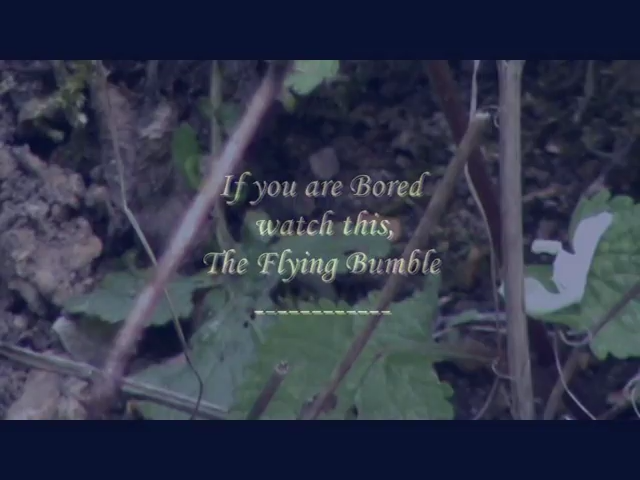 If you are Bored
watch this,
The Flying Bumble
------------